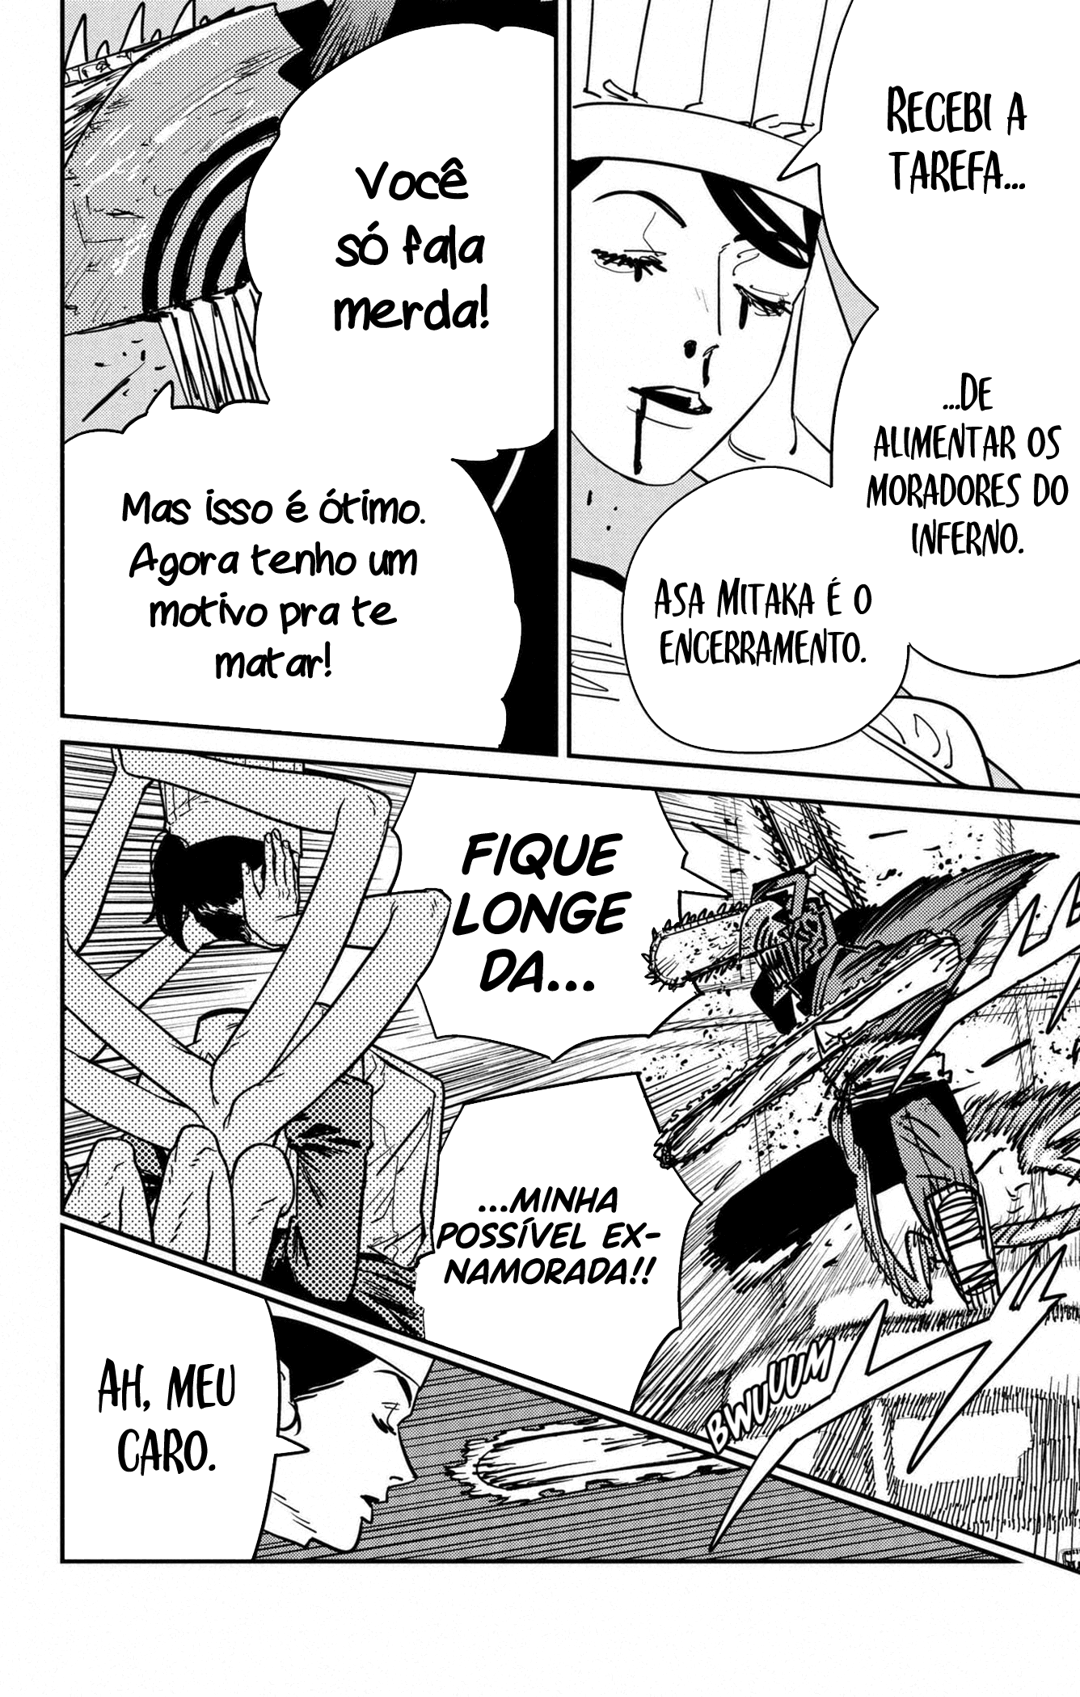 RECEBI A
TAREFA...
...DE
ALIMENTAR OS
MORADORES DO
INFERNO.
ASA MITAKA É O
ENCERRAMENTO.
Você
só fala
merda!
Mas isso é ótimo.
Agora tenho um
motivo pra te
matar!
FIQUE
LONGE
DA...
...MINHA
POSSÍVEL EX-
NAMORADA!!
BWUUUM
AH, MEU
CARO.